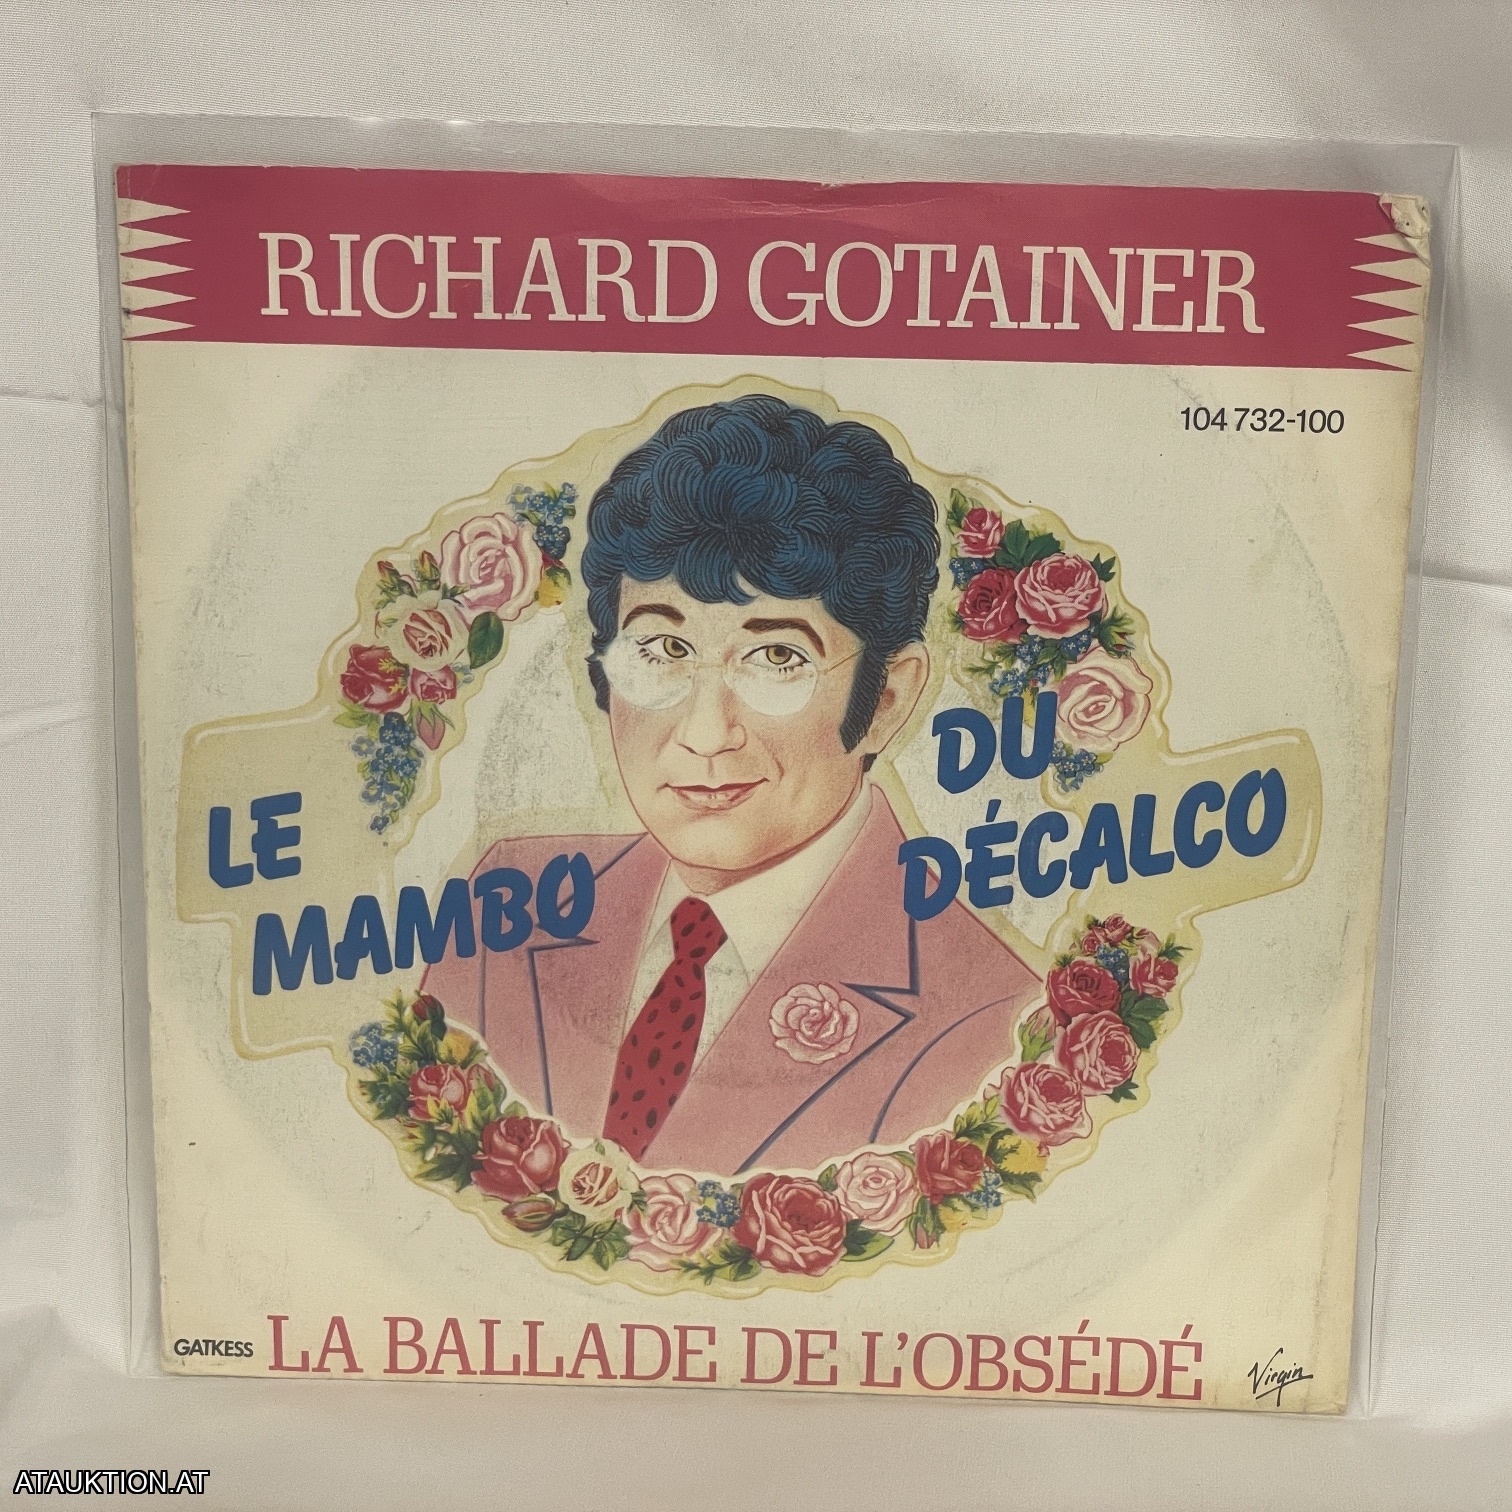 RICHARD GOTAINER
104 732-100
LE
MAMBO
DU
DÉCALCO
GATKESS
LA BALLADE DE L'OBSÉDÉ
Virgin
ATAUKTION.AT